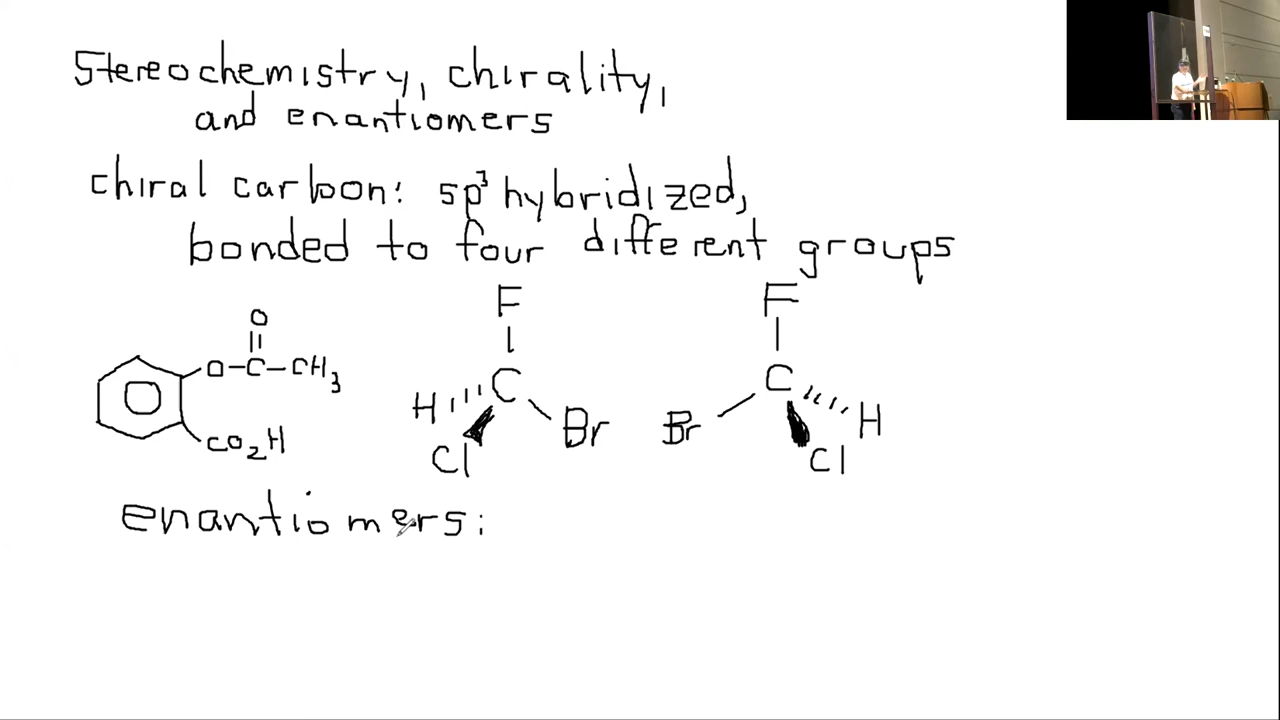 Stereochemistry, chirality,
and enantiomers
chiral carbon: sp³ hybridized,
bonded to four different groups
O
O-C-CH₃
CO₂H
F
C
H
Cl
Br
F
C
Br
H
Cl
enantiomers: